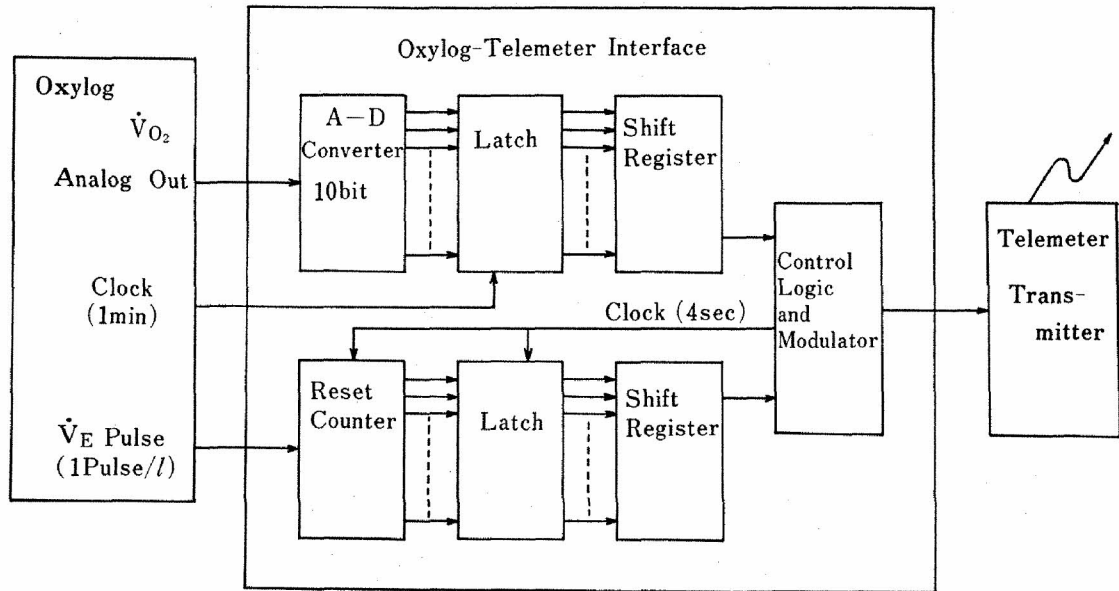 Oxylog-Telemeter Interface
Oxylog
V̇O₂
Analog Out
Clock
(1min)
V̇E Pulse
(1Pulse/l)
A-D
Converter
10bit
Latch
Shift
Register
Clock (4sec)
Reset
Counter
Latch
Shift
Register
Control
Logic
and
Modulator
Telemeter
Trans-
mitter